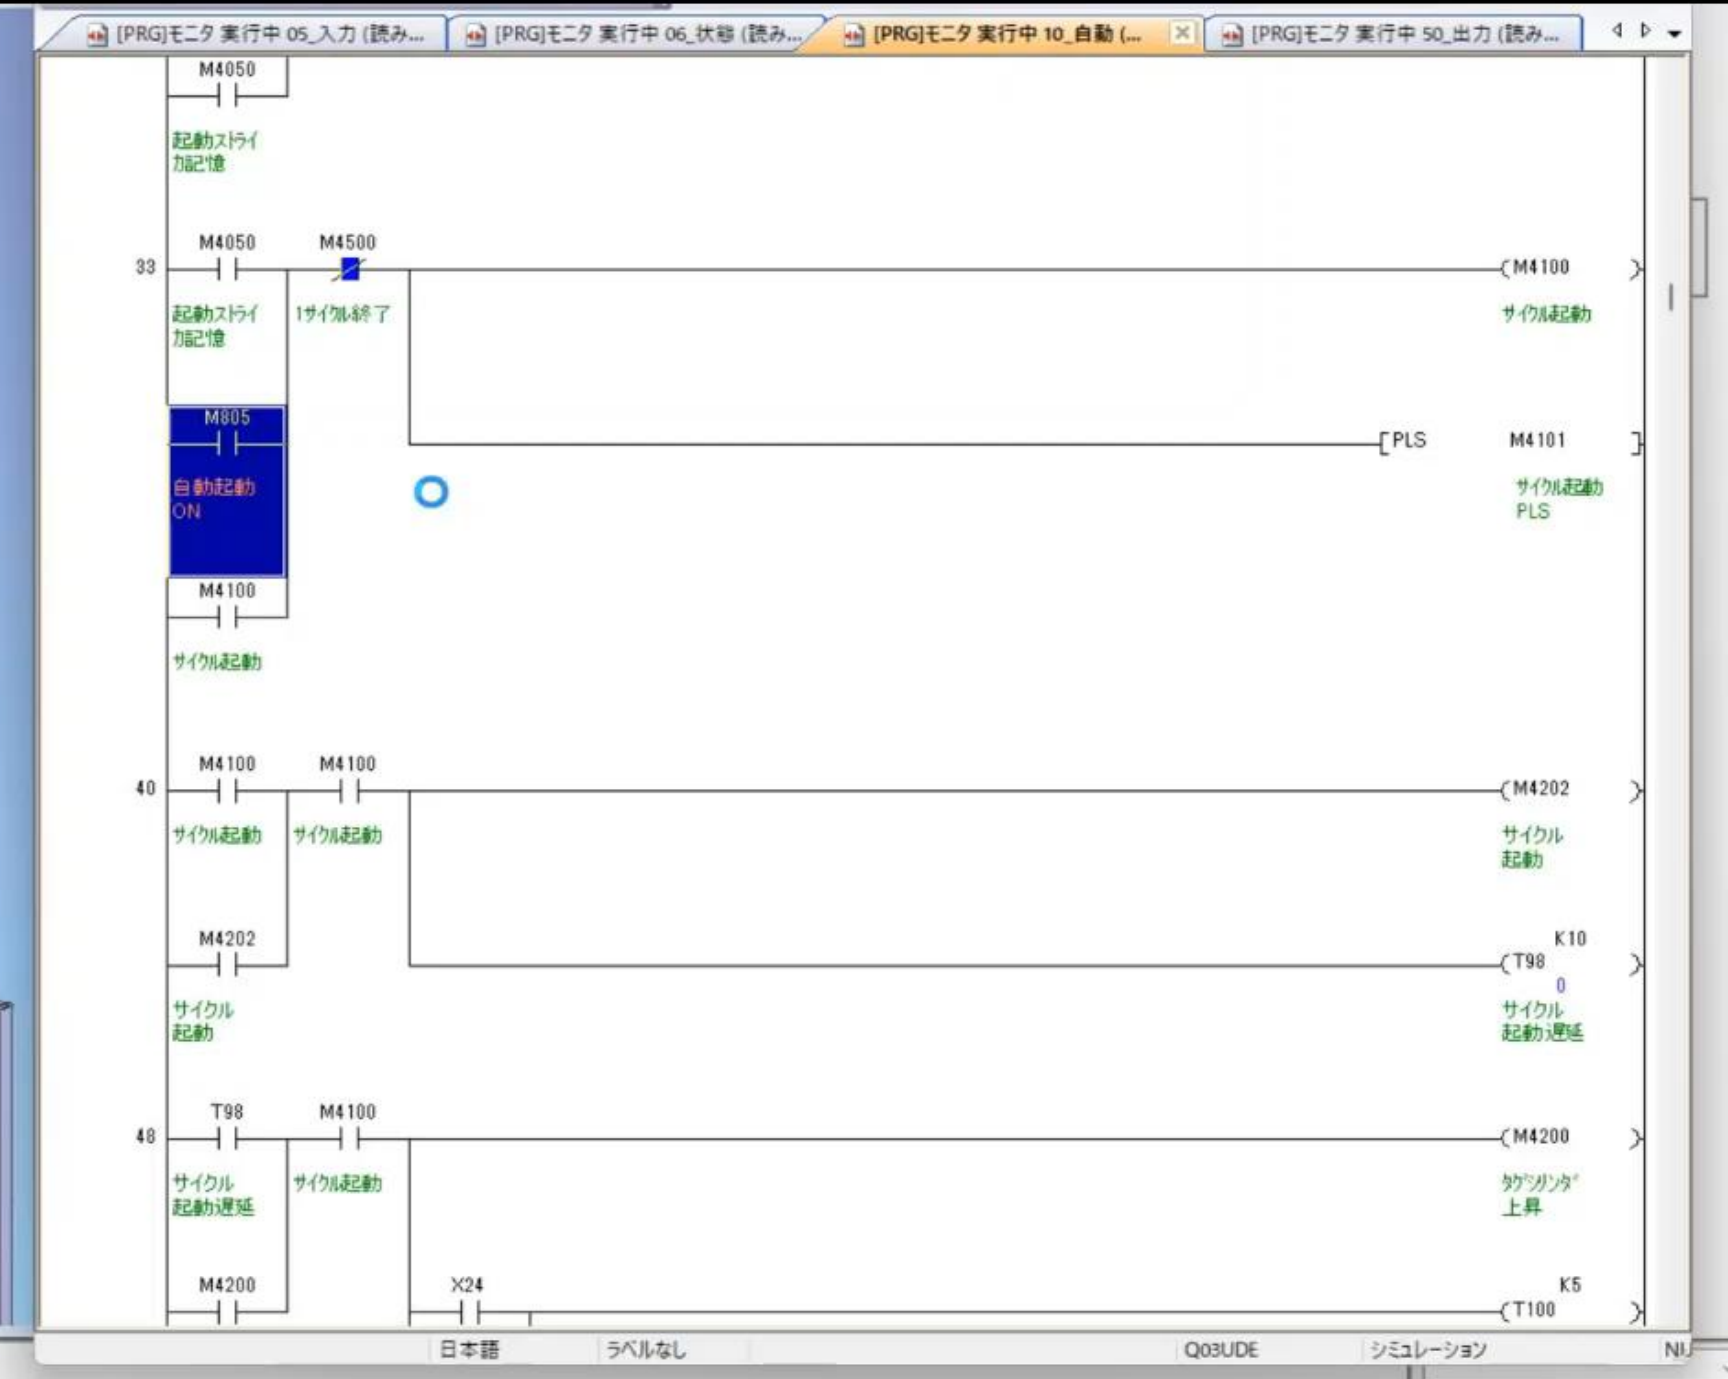 [PRG]モニタ 実行中 05_入力 (読み...
[PRG]モニタ 実行中 06_状態 (読み...
[PRG]モニタ 実行中 10_自動 (...
[PRG]モニタ 実行中 50_出力 (読み...
M4050
起動ｽﾄﾗｲ
ｶ記憶
33
M4050
M4500
M4100
起動ｽﾄﾗｲ
ｶ記憶
1ｻｲｸﾙ終了
ｻｲｸﾙ起動
M805
PLS
M4101
自動起動
ON
ｻｲｸﾙ起動
PLS
M4100
ｻｲｸﾙ起動
40
M4100
M4100
M4202
ｻｲｸﾙ起動
ｻｲｸﾙ起動
サイクル
起動
M4202
K10
T98
0
サイクル
起動
サイクル
起動遅延
48
T98
M4100
M4200
サイクル
起動遅延
ｻｲｸﾙ起動
ﾀｹﾞｼﾘﾝﾀﾞ
上昇
M4200
X24
K5
T100
日本語
ラベルなし
Q03UDE
シミュレーション